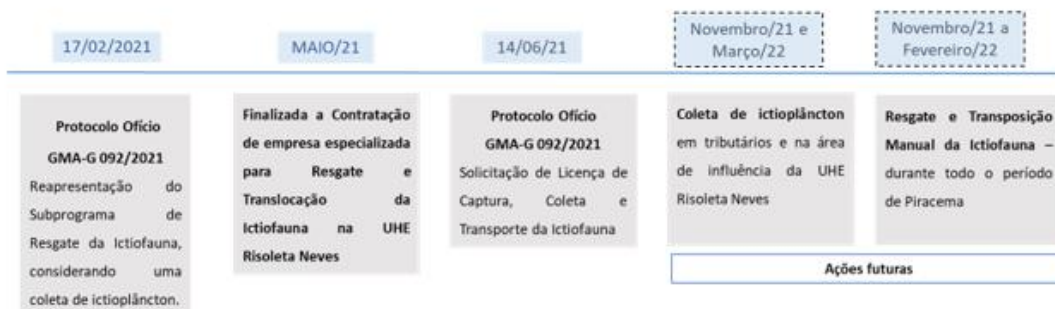 17/02/2021
MAIO/21
14/06/21
Novembro/21 e
Março/22
Novembro/21 a
Fevereiro/22
Protocolo Ofício
GMA-G 092/2021
Reapresentação do
Subprograma de
Resgate da Ictiofauna,
considerando uma
coleta de ictioplâncton.
Finalizada a Contratação
de empresa especializada
para Resgate e
Translocação da
Ictiofauna na UHE
Risoleta Neves
Protocolo Ofício
GMA-G 092/2021
Solicitação de Licença de
Captura, Coleta e
Transporte da Ictiofauna
Coleta de ictioplâncton
em tributários e na área
de influência da UHE
Risoleta Neves
Resgate e Transposição
Manual da Ictiofauna –
durante todo o período
de Piracema
Ações futuras